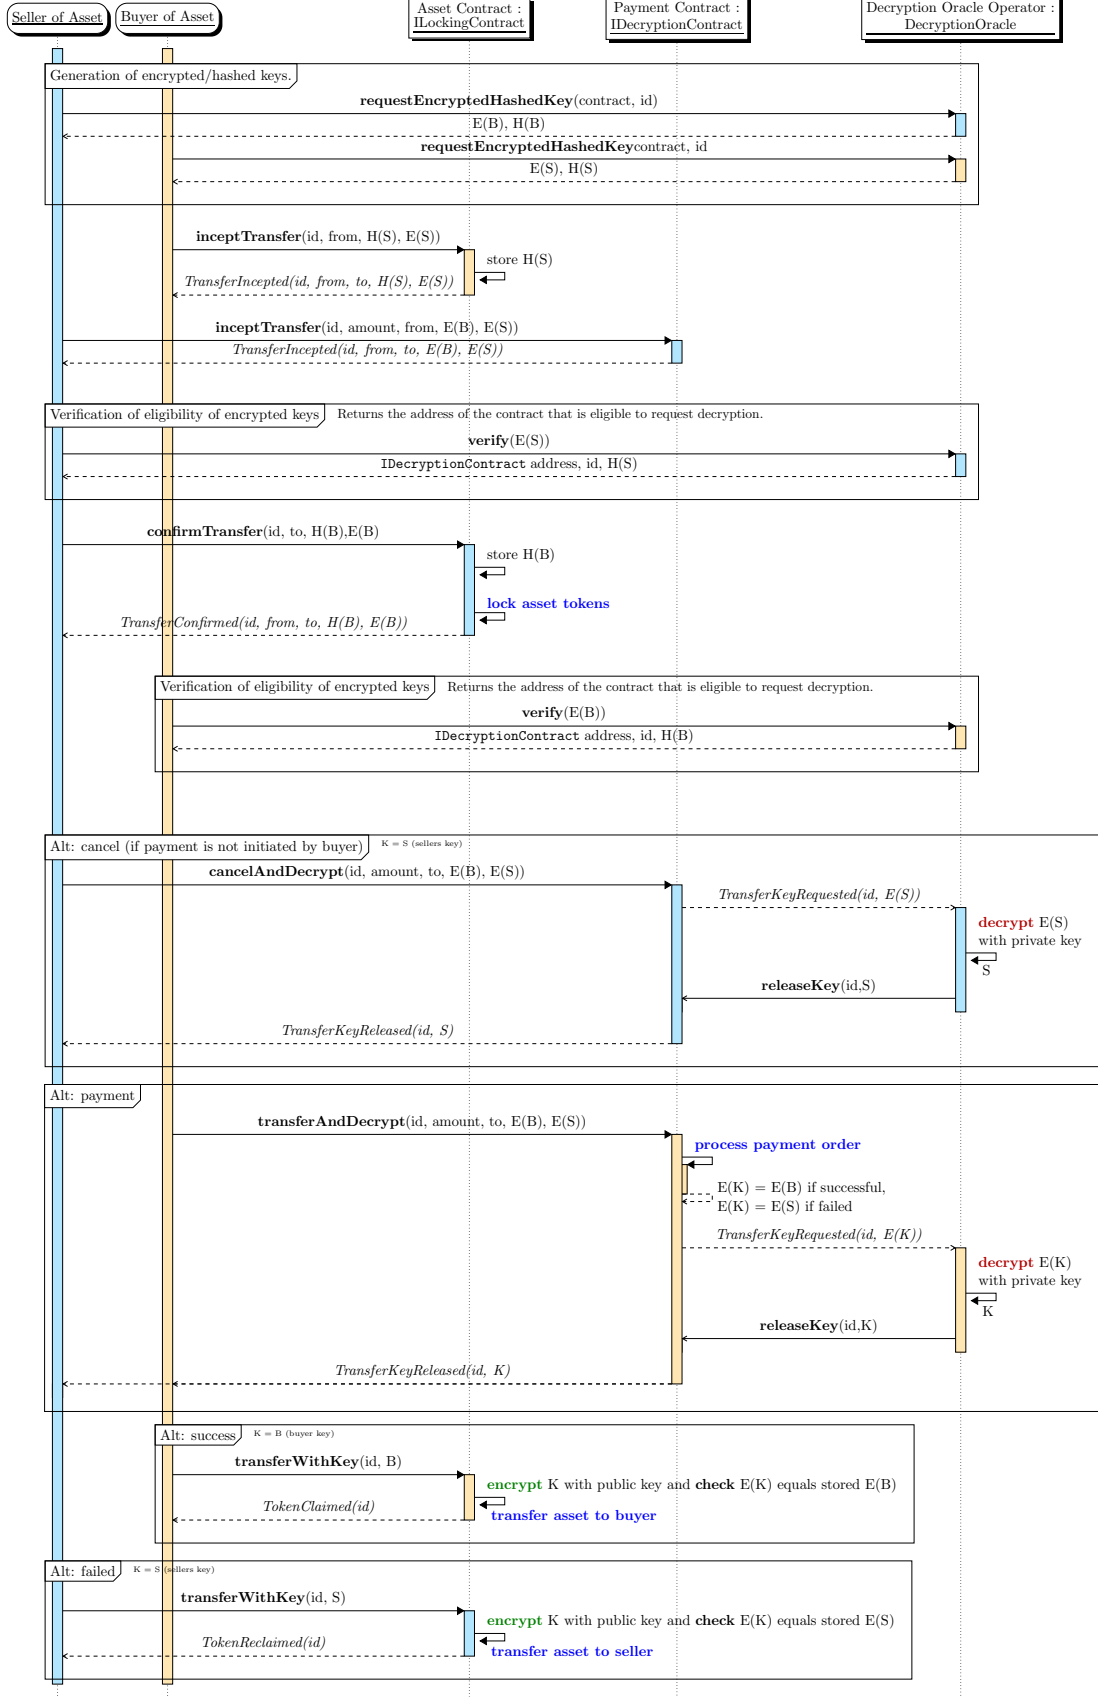 Seller of Asset
Buyer of Asset
Asset Contract :
ILockingContract
Payment Contract :
IDecryptionContract
Decryption Oracle Operator :
DecryptionOracle
Generation of encrypted/hashed keys.
requestEncryptedHashedKey(contract, id)
E(B), H(B)
requestEncryptedHashedKeycontract, id
E(S), H(S)
inceptTransfer(id, from, H(S), E(S))
store H(S)
TransferIncepted(id, from, to, H(S), E(S))
inceptTransfer(id, amount, from, E(B), E(S))
TransferIncepted(id, from, to, E(B), E(S))
Verification of eligibility of encrypted keys
Returns the address of the contract that is eligible to request decryption.
verify(E(S))
IDecryptionContract address, id, H(S)
confirmTransfer(id, to, H(B),E(B)
store H(B)
lock asset tokens
TransferConfirmed(id, from, to, H(B), E(B))
Verification of eligibility of encrypted keys
Returns the address of the contract that is eligible to request decryption.
verify(E(B))
IDecryptionContract address, id, H(B)
Alt: cancel (if payment is not initiated by buyer)
K = S (sellers key)
cancelAndDecrypt(id, amount, to, E(B), E(S))
TransferKeyRequested(id, E(S))
decrypt E(S)
with private key
S
releaseKey(id,S)
TransferKeyReleased(id, S)
Alt: payment
transferAndDecrypt(id, amount, to, E(B), E(S))
process payment order
E(K) = E(B) if successful,
E(K) = E(S) if failed
TransferKeyRequested(id, E(K))
decrypt E(K)
with private key
K
releaseKey(id,K)
TransferKeyReleased(id, K)
Alt: success
K = B (buyer key)
transferWithKey(id, B)
encrypt K with public key and check E(K) equals stored E(B)
TokenClaimed(id)
transfer asset to buyer
Alt: failed
K = S (sellers key)
transferWithKey(id, S)
encrypt K with public key and check E(K) equals stored E(S)
TokenReclaimed(id)
transfer asset to seller